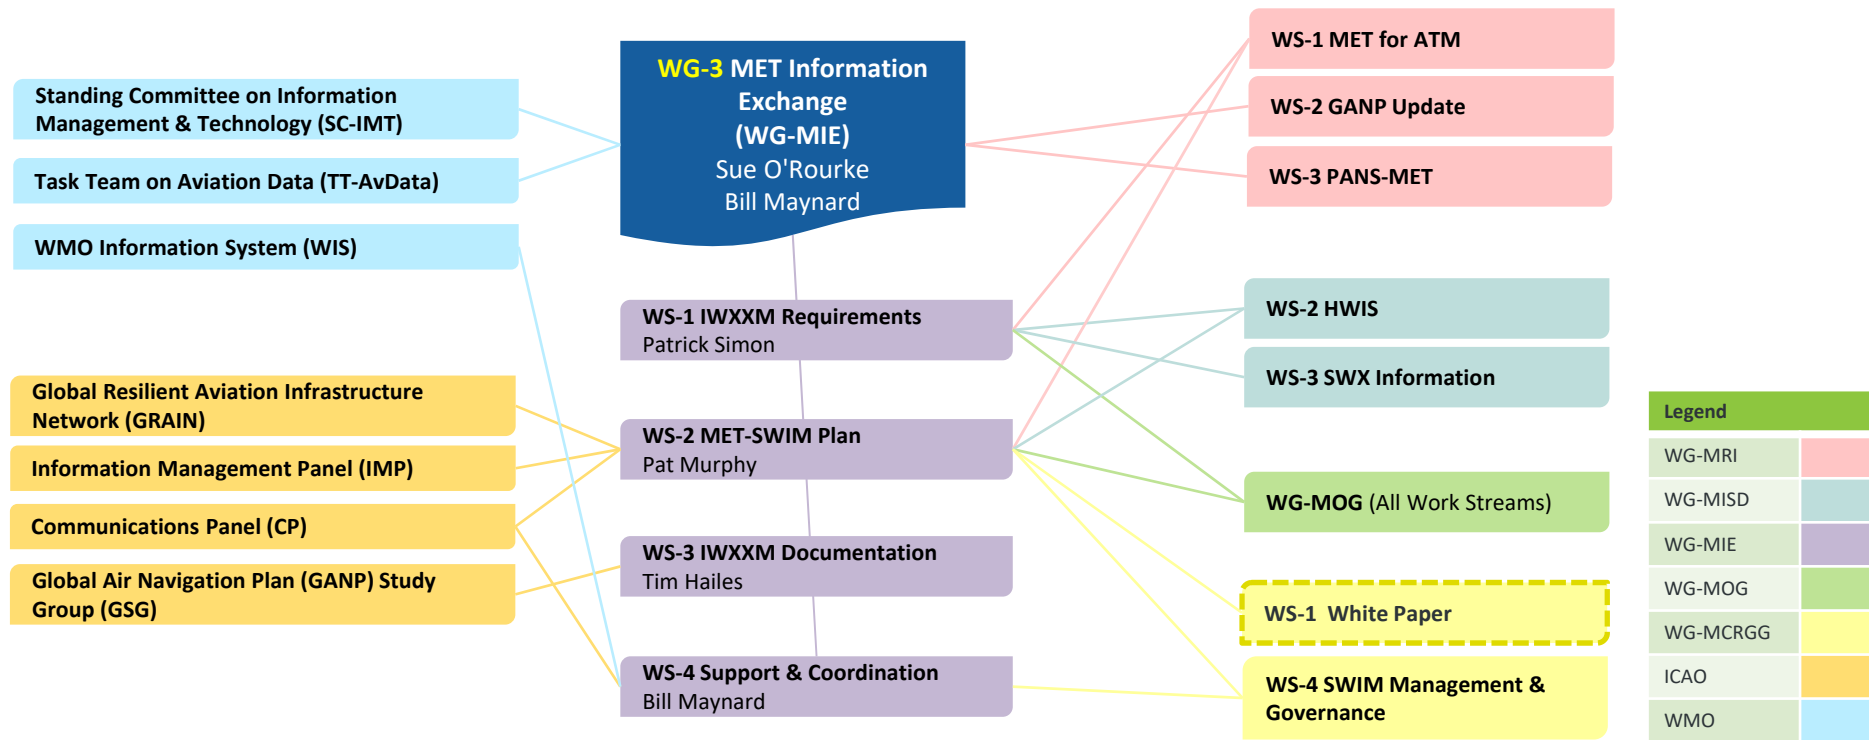 Standing Committee on Information
Management & Technology (SC-IMT)
Task Team on Aviation Data (TT-AvData)
WMO Information System (WIS)
Global Resilient Aviation Infrastructure
Network (GRAIN)
Information Management Panel (IMP)
Communications Panel (CP)
Global Air Navigation Plan (GANP) Study
Group (GSG)
WG-3 MET Information
Exchange
(WG-MIE)
Sue O'Rourke
Bill Maynard
WS-1 IWXXM Requirements
Patrick Simon
WS-2 MET-SWIM Plan
Pat Murphy
WS-3 IWXXM Documentation
Tim Hailes
WS-4 Support & Coordination
Bill Maynard
WS-1 MET for ATM
WS-2 GANP Update
WS-3 PANS-MET
WS-2 HWIS
WS-3 SWX Information
WG-MOG (All Work Streams)
WS-1 White Paper
WS-4 SWIM Management &
Governance
Legend
WG-MRI
WG-MISD
WG-MIE
WG-MOG
WG-MCRGG
ICAO
WMO